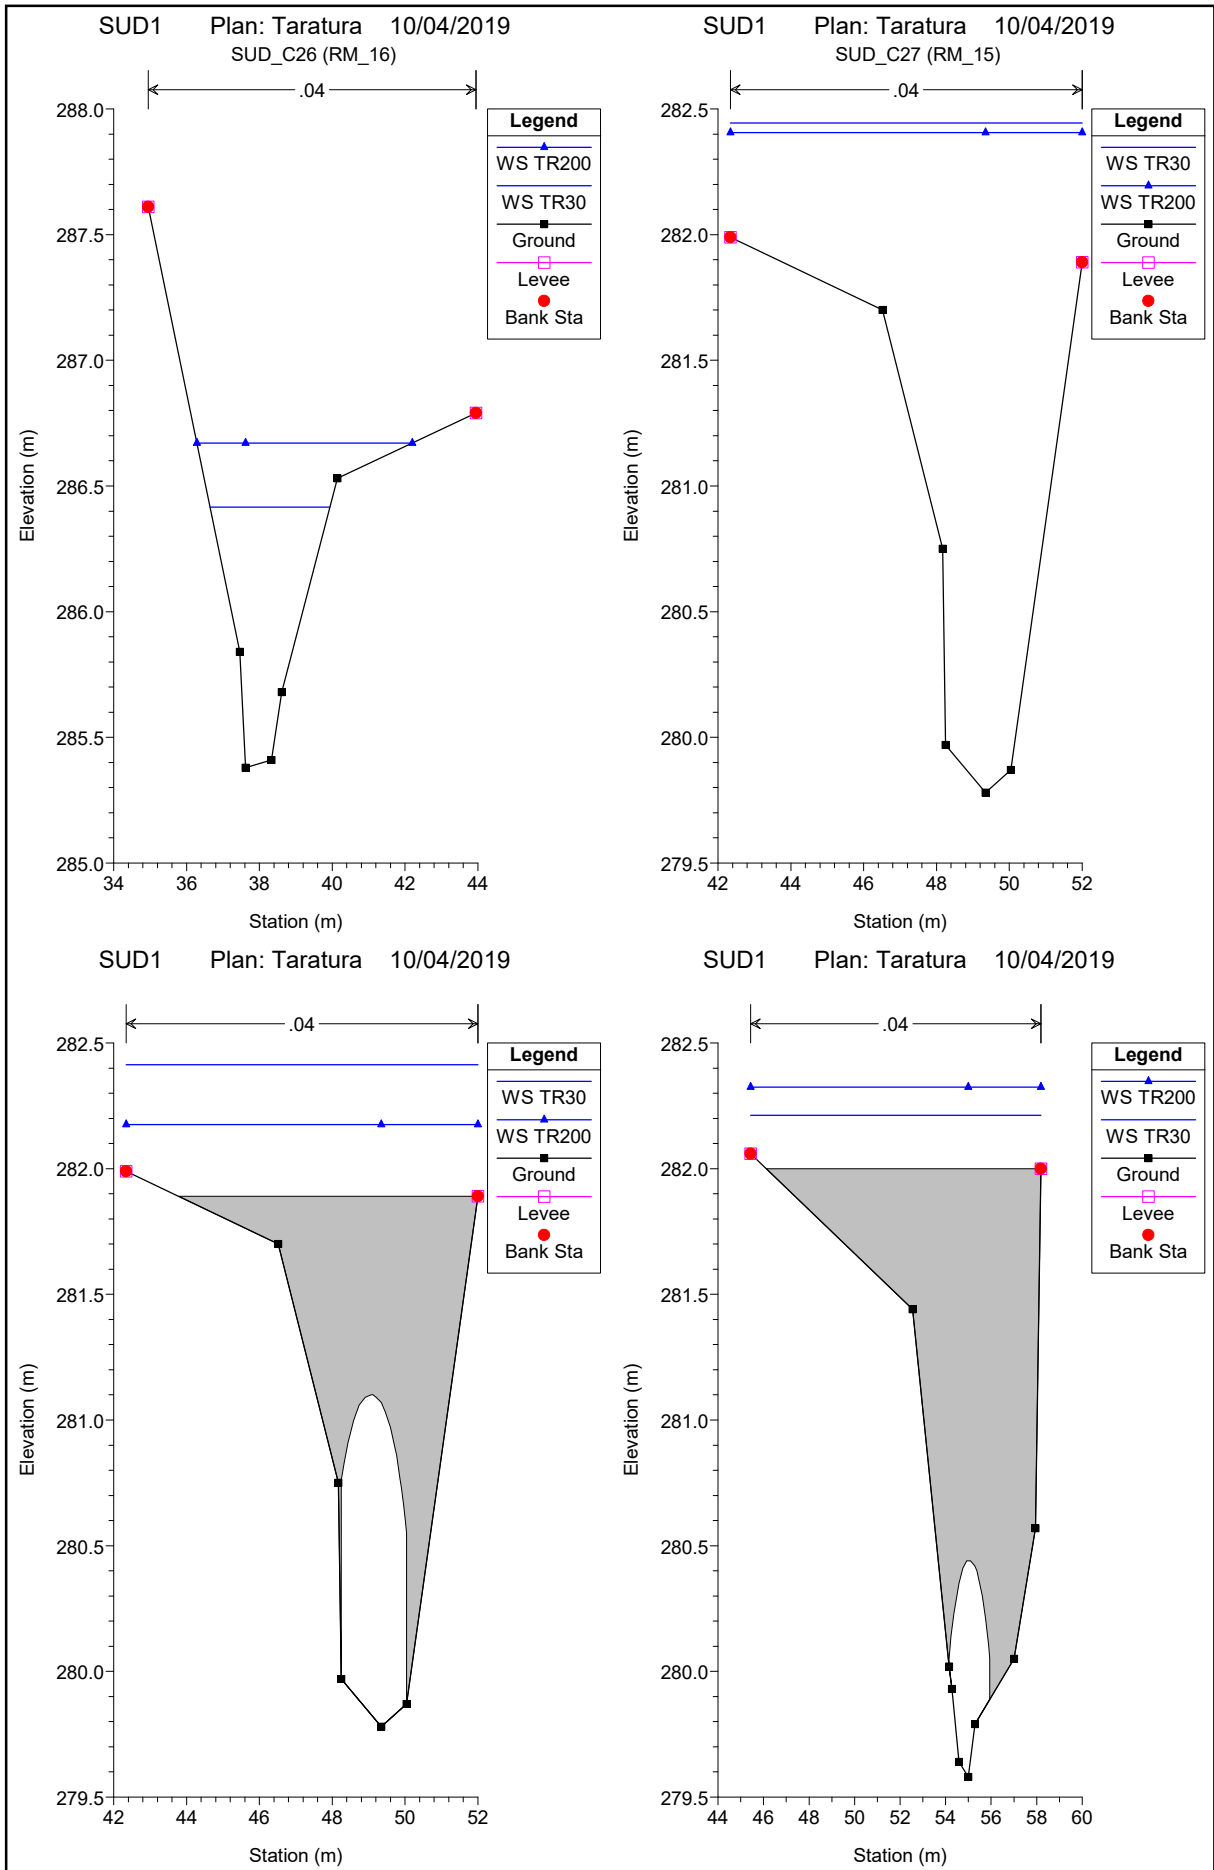 SUD1 Plan: Taratura 10/04/2019
SUD_C26 (RM_16)
.04
Legend
WS TR200
WS TR30
Ground
Levee
Bank Sta
288.0
287.5
287.0
286.5
286.0
285.5
285.0
34 36 38 40 42 44
Station (m)
Elevation (m)
SUD1 Plan: Taratura 10/04/2019
SUD_C27 (RM_15)
.04
Legend
WS TR30
WS TR200
Ground
Levee
Bank Sta
282.5
282.0
281.5
281.0
280.5
280.0
279.5
42 44 46 48 50 52
Station (m)
Elevation (m)
SUD1 Plan: Taratura 10/04/2019
.04
Legend
WS TR30
WS TR200
Ground
Levee
Bank Sta
282.5
282.0
281.5
281.0
280.5
280.0
279.5
42 44 46 48 50 52
Station (m)
Elevation (m)
SUD1 Plan: Taratura 10/04/2019
.04
Legend
WS TR200
WS TR30
Ground
Levee
Bank Sta
282.5
282.0
281.5
281.0
280.5
280.0
279.5
44 46 48 50 52 54 56 58 60
Station (m)
Elevation (m)